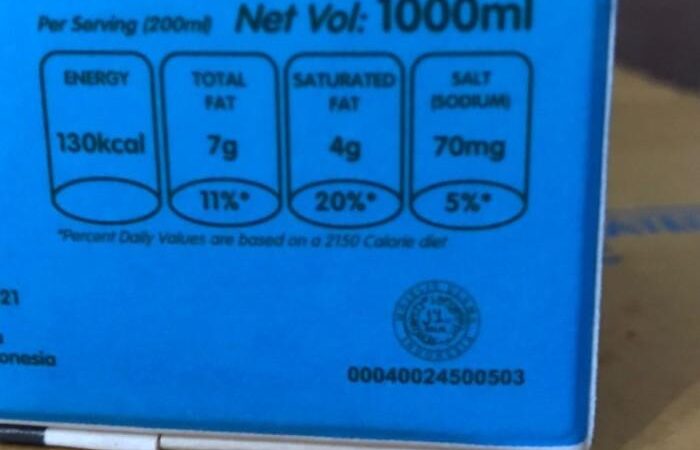 Per Serving (200ml) Net Vol: 1000ml
ENERGY
130kcal
TOTAL
FAT
7g
11%*
SATURATED
FAT
4g
20%*
SALT
(SODIUM)
70mg
5%*
*Percent Daily Values are based on a 2150 Calorie diet
21
onesia
INDONESIA
00040024500503